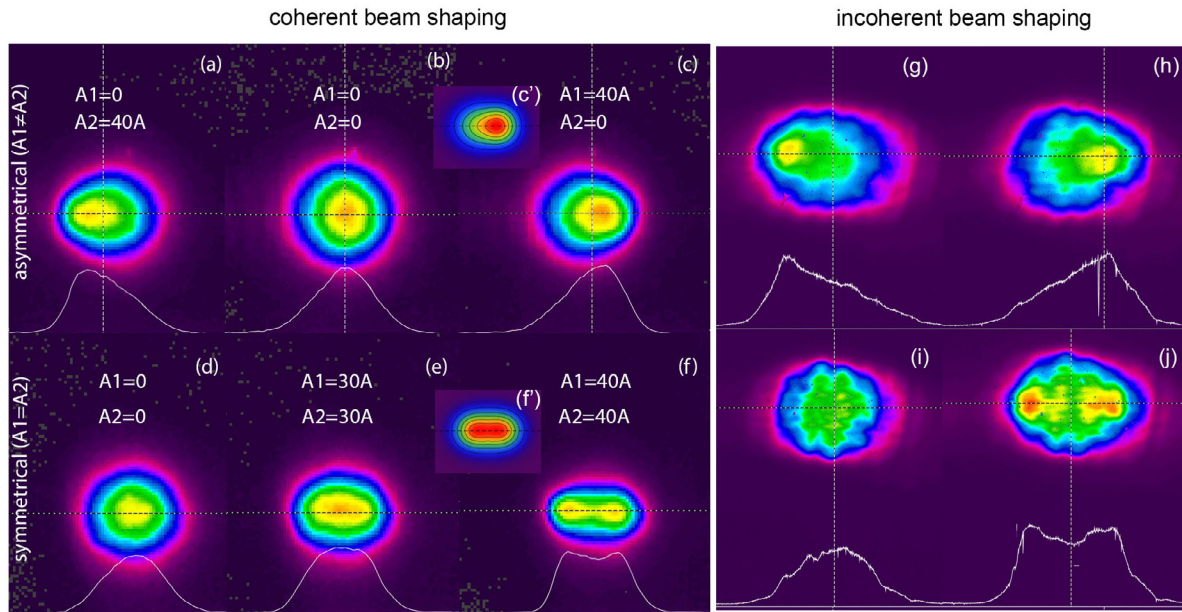 coherent beam shaping
incoherent beam shaping
asymmetrical (A1≠A2)
(a)
A1=0
A2=40A
(b)
A1=0
A2=0
(c')
(c)
A1=40A
A2=0
(g)
(h)
symmetrical (A1=A2)
(d)
A1=0
A2=0
(e)
A1=30A
A2=30A
(f')
(f)
A1=40A
A2=40A
(i)
(j)